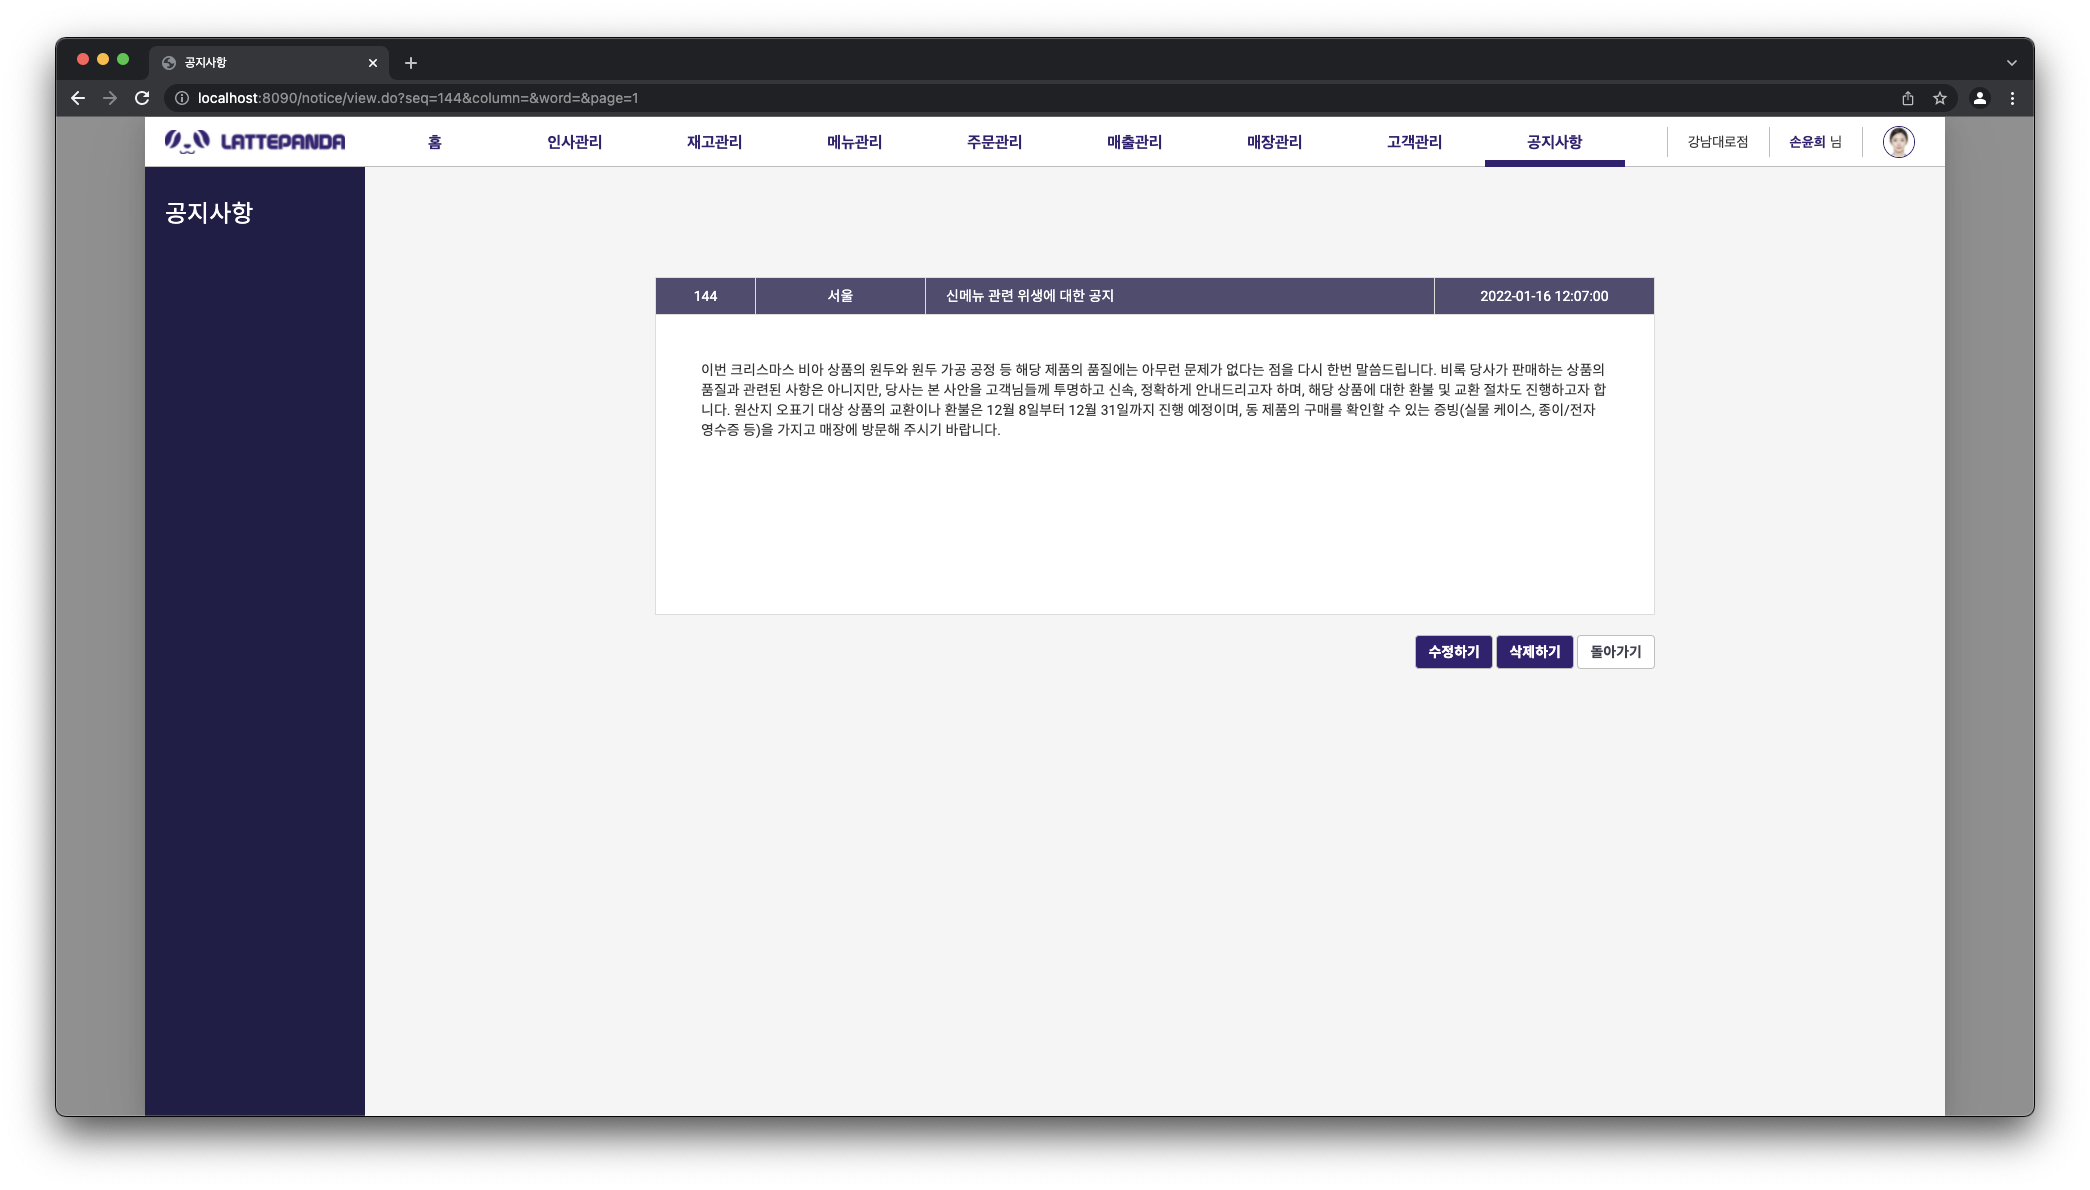 공지사항
localhost:8090/notice/view.do?seq=144&column=&word=&page=1
LATTEPANDA 홈 인사관리 재고관리 메뉴관리 주문관리 매출관리 매장관리 고객관리 공지사항 강남대로점 손윤희 님
공지사항
144 서울 신메뉴 관련 위생에 대한 공지 2022-01-16 12:07:00
이번 크리스마스 비아 상품의 원두와 원두 가공 공정 등 해당 제품의 품질에는 아무런 문제가 없다는 점을 다시 한번 말씀드립니다. 비록 당사가 판매하는 상품의
품질과 관련된 사항은 아니지만, 당사는 본 사안을 고객님들께 투명하고 신속, 정확하게 안내드리고자 하며, 해당 상품에 대한 환불 및 교환 절차도 진행하고자 합
니다. 원산지 오표기 대상 상품의 교환이나 환불은 12월 8일부터 12월 31일까지 진행 예정이며, 동 제품의 구매를 확인할 수 있는 증빙(실물 케이스, 종이/전자
영수증 등)을 가지고 매장에 방문해 주시기 바랍니다.
수정하기 삭제하기 돌아가기